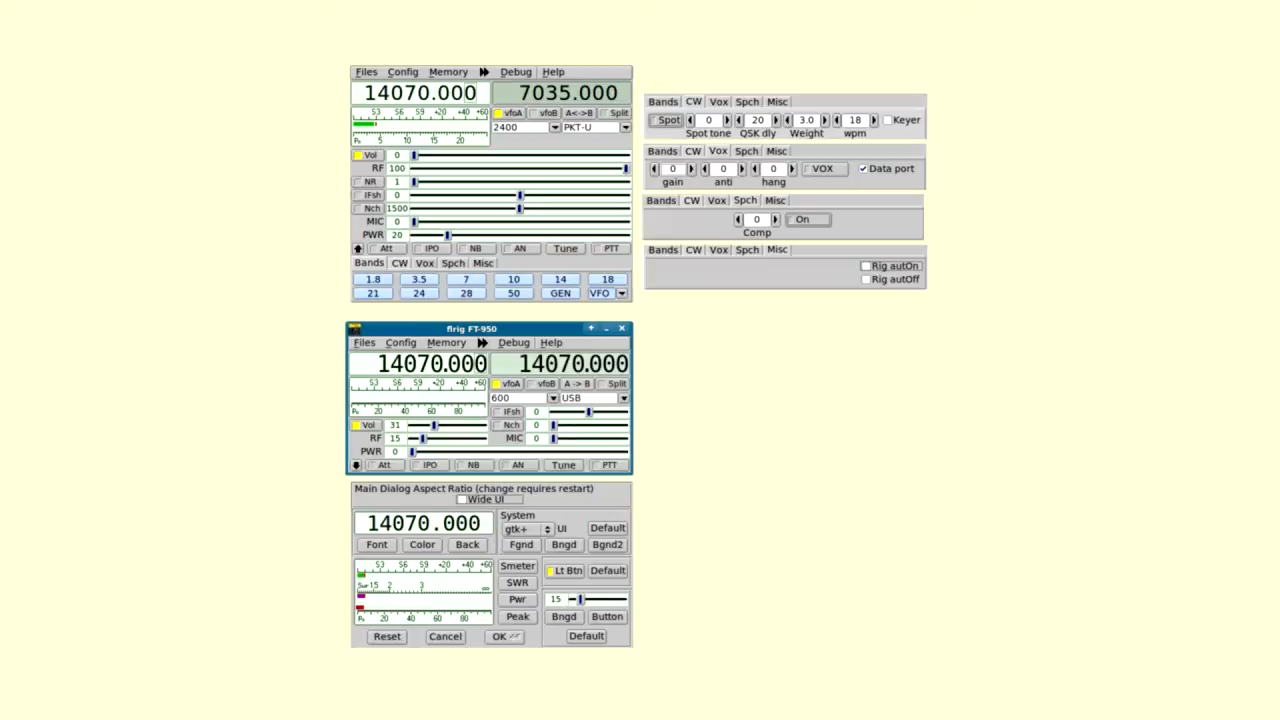 Files Config Memory Debug Help
14070.000 7035.000
S3 S6 S9 +20 +40 +60 vfoA vfoB A<->B Split
2400 PKT-U
Po 5 10 15 20
Vol 0
RF 100
NR 1
IFsh 0
Nch 1500
MIC 0
PWR 20
Att IPO NB AN Tune PTT
Bands CW Vox Spch Misc
1.8 3.5 7 10 14 18
21 24 28 50 GEN VFO
Bands CW Vox Spch Misc
Spot 0 20 3.0 18 Keyer
Spot tone QSK dly Weight wpm
Bands CW Vox Spch Misc
0 0 0 VOX Data port
gain anti hang
Bands CW Vox Spch Misc
0 On
Comp
Bands CW Vox Spch Misc
Rig autOn
Rig autOff
flrig FT-950
Files Config Memory Debug Help
14070.000 14070.000
S3 S6 S9 +20 +40 +60 vfoA vfoB A -> B Split
600 USB
Po 20 40 60 80 IFsh 0
Vol 31 Nch 0
RF 15 MIC 0
PWR 0
Att IPO NB AN Tune PTT
Main Dialog Aspect Ratio (change requires restart)
Wide UI
14070.000 System
gtk+ UI Default
Font Color Back Fgnd Bngd Bgnd2
S3 S6 S9 +20 +40 +60 Smeter Lt Btn Default
Swr 1.5 2 3 ∞ SWR
Pwr 15
Po 20 40 60 80 Peak Bngd Button
Reset Cancel OK Default